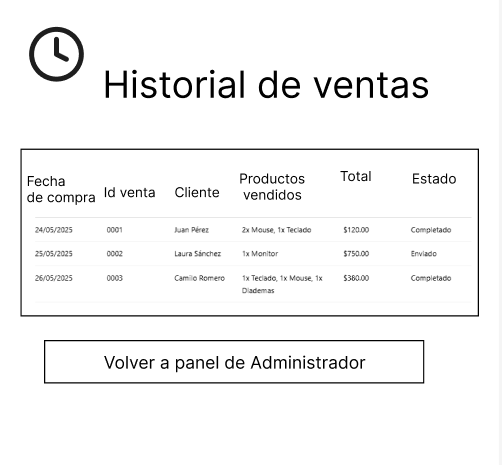 Historial de ventas
Fecha de compra Id venta Cliente Productos vendidos Total Estado
24/05/2025 0001 Juan Pérez 2x Mouse, 1x Teclado $120.00 Completado
25/05/2025 0002 Laura Sánchez 1x Monitor $750.00 Enviado
26/05/2025 0003 Camilo Romero 1x Teclado, 1x Mouse, 1x $380.00 Completado
Diademas
Volver a panel de Administrador